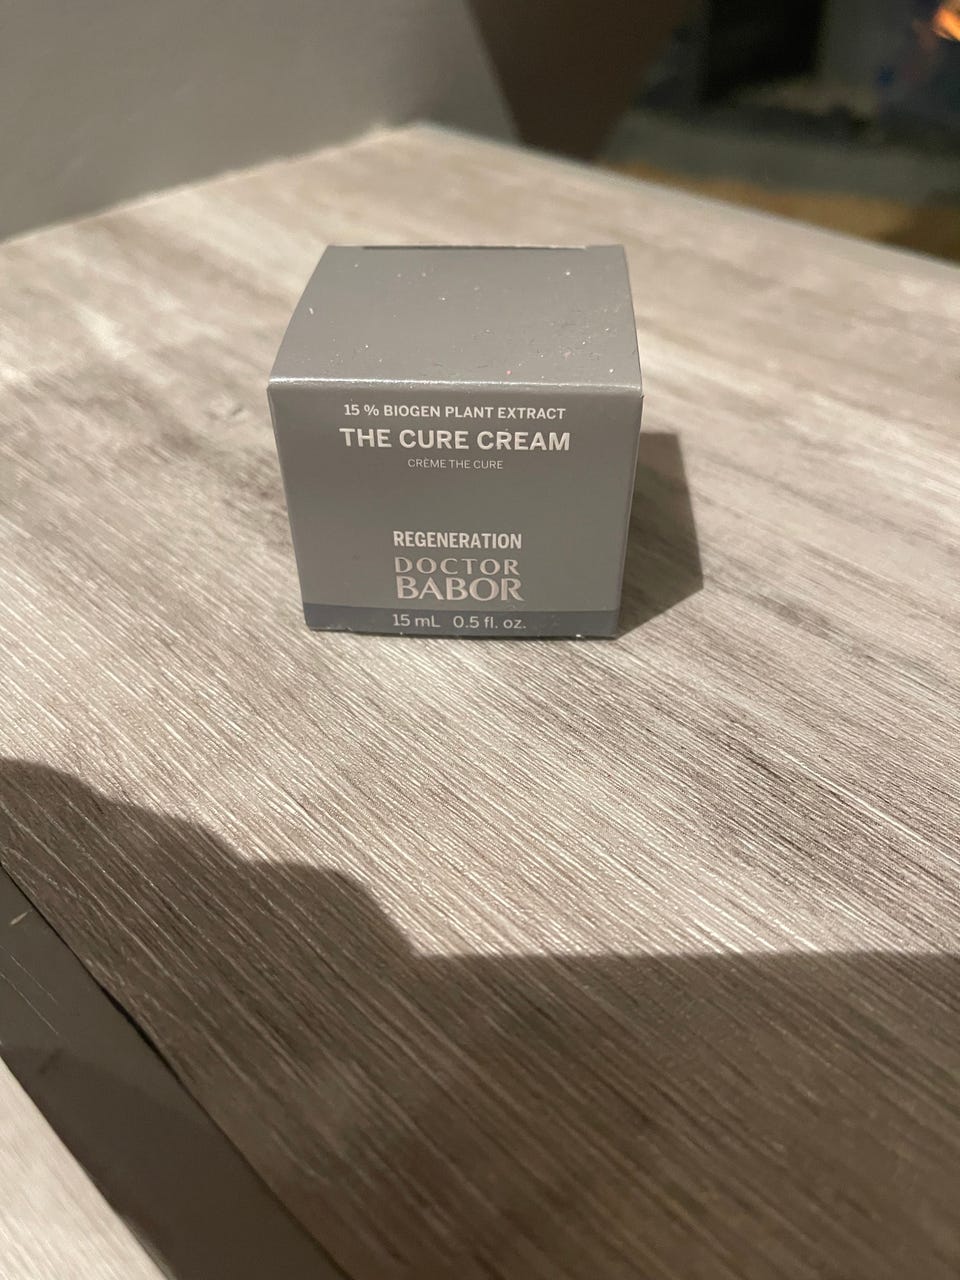 15 % BIOGEN PLANT EXTRACT
THE CURE CREAM
CRÈME THE CURE
REGENERATION
DOCTOR
BABOR
15 mL 0.5 fl. oz.